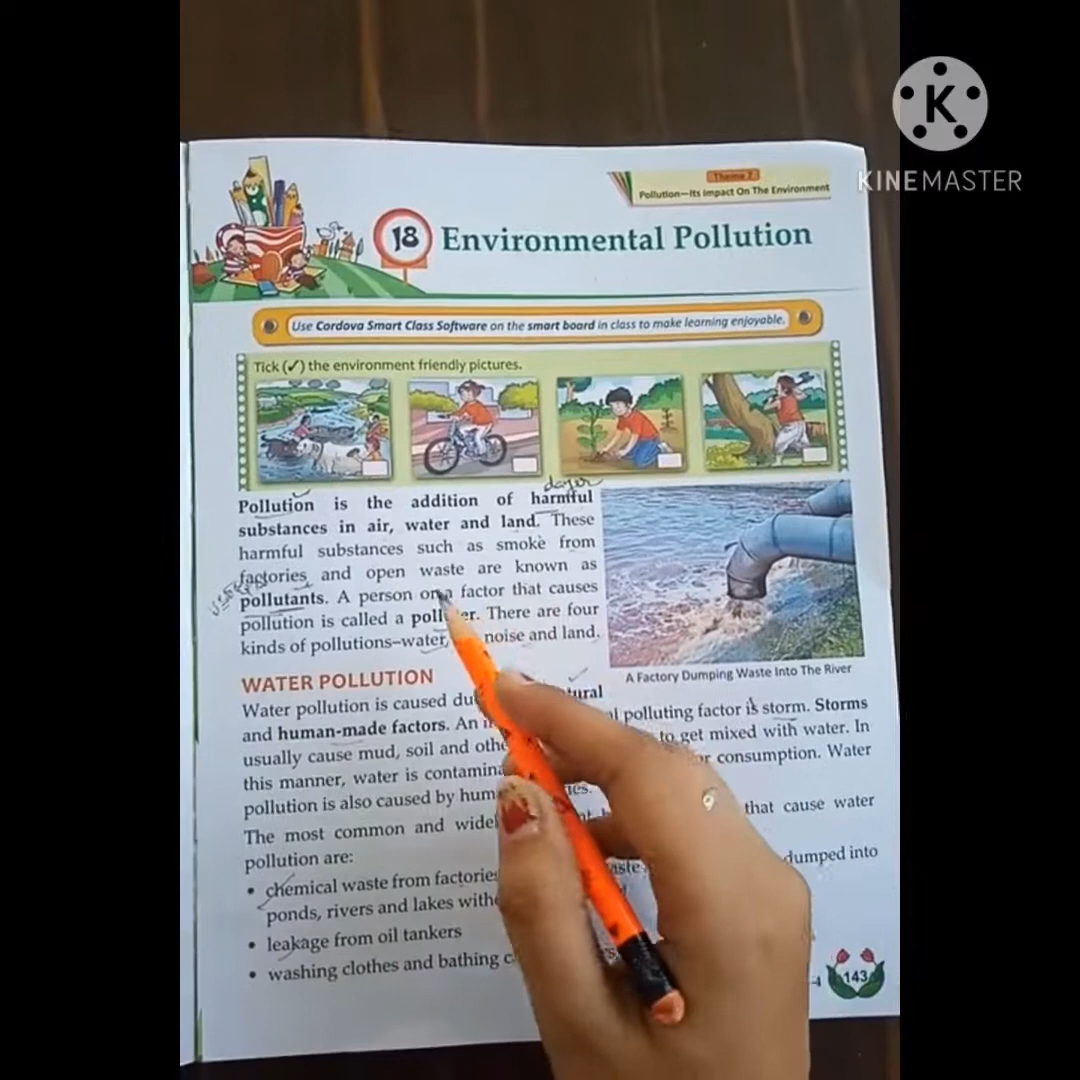 K
KINEMASTER
Theme 7
Pollution—Its Impact On The Environment
18 Environmental Pollution
Use Cordova Smart Class Software on the smart board in class to make learning enjoyable.
Tick (✓) the environment friendly pictures.
Pollution is the addition of harmful
substances in air, water and land. These
harmful substances such as smoke from
factories and open waste are known as
pollutants. A person or a factor that causes
pollution is called a polluter. There are four
kinds of pollutions–water, noise and land.
A Factory Dumping Waste Into The River
WATER POLLUTION
Water pollution is caused due
and human-made factors. An polluting factor is storm. Storms
usually cause mud, soil and to get mixed with water. In
this manner, water is consumption. Water
pollution is also caused by
The most common and that cause water
pollution are:
• chemical waste from factories dumped into
ponds, rivers and lakes
• leakage from oil tankers
• washing clothes and bathing
143